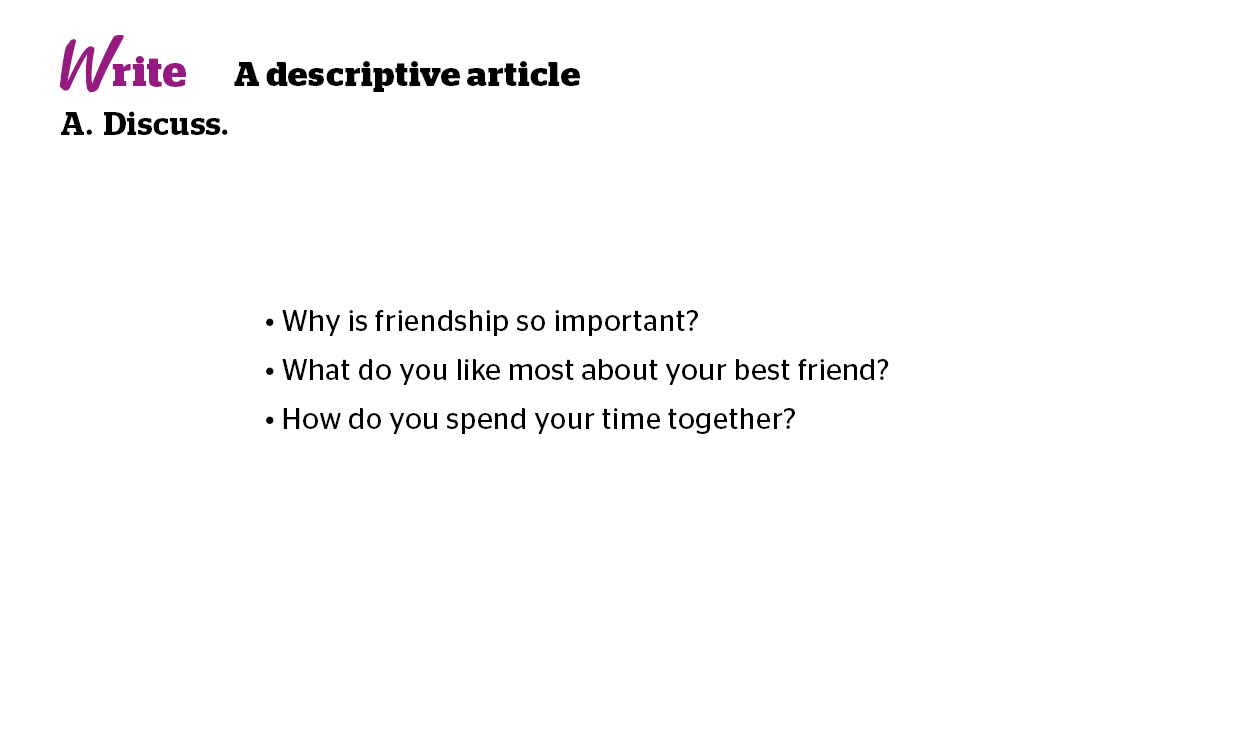 Write A descriptive article
A. Discuss.
• Why is friendship so important?
• What do you like most about your best friend?
• How do you spend your time together?